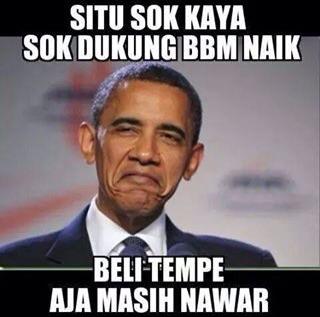 SITU SOK KAYA
SOK DUKUNG BBM NAIK
BELI TEMPE
AJA MASIH NAWAR